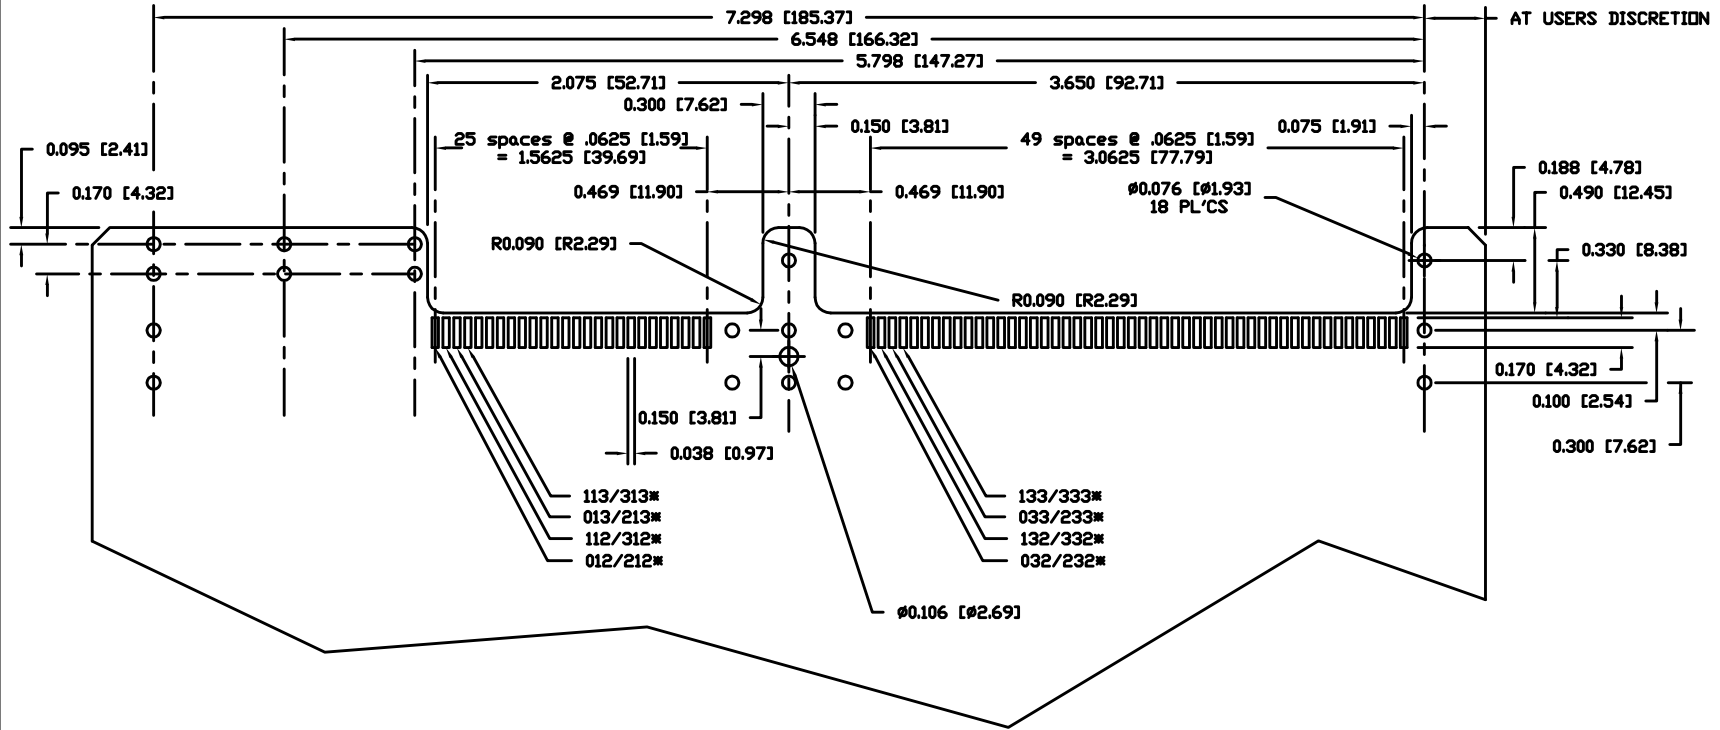 7.298 [185.37]
AT USERS DISCRETION
6.548 [166.32]
5.798 [147.27]
2.075 [52.71]
3.650 [92.71]
0.300 [7.62]
0.150 [3.81]
0.075 [1.91]
25 spaces @ .0625 [1.59]
= 1.5625 [39.69]
49 spaces @ .0625 [1.59]
= 3.0625 [77.79]
0.095 [2.41]
0.170 [4.32]
0.188 [4.78]
0.469 [11.90]
0.469 [11.90]
ø0.076 [ø1.93]
18 PL'CS
0.490 [12.45]
R0.090 [R2.29]
0.330 [8.38]
R0.090 [R2.29]
0.170 [4.32]
0.100 [2.54]
0.150 [3.81]
0.300 [7.62]
0.038 [0.97]
113/313*
013/213*
112/312*
012/212*
133/333*
033/233*
132/332*
032/232*
ø0.106 [ø2.69]